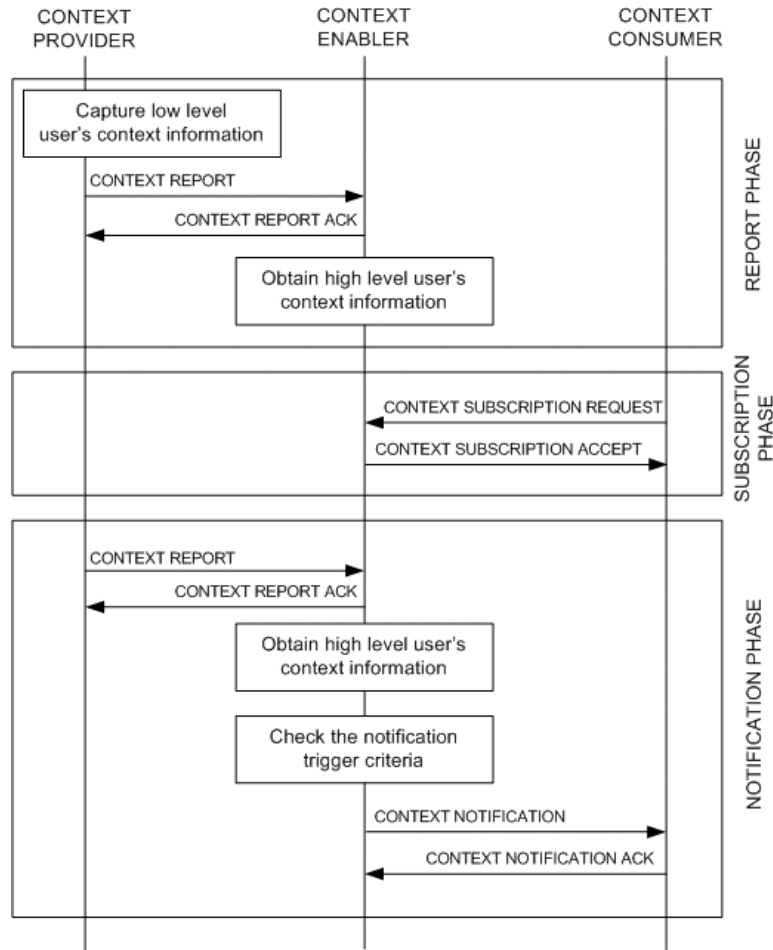 CONTEXT
PROVIDER
CONTEXT
ENABLER
CONTEXT
CONSUMER
Capture low level
user's context information
CONTEXT REPORT
CONTEXT REPORT ACK
Obtain high level user's
context information
REPORT PHASE
CONTEXT SUBSCRIPTION REQUEST
CONTEXT SUBSCRIPTION ACCEPT
SUBSCRIPTION
PHASE
CONTEXT REPORT
CONTEXT REPORT ACK
Obtain high level user's
context information
Check the notification
trigger criteria
CONTEXT NOTIFICATION
CONTEXT NOTIFICATION ACK
NOTIFICATION PHASE